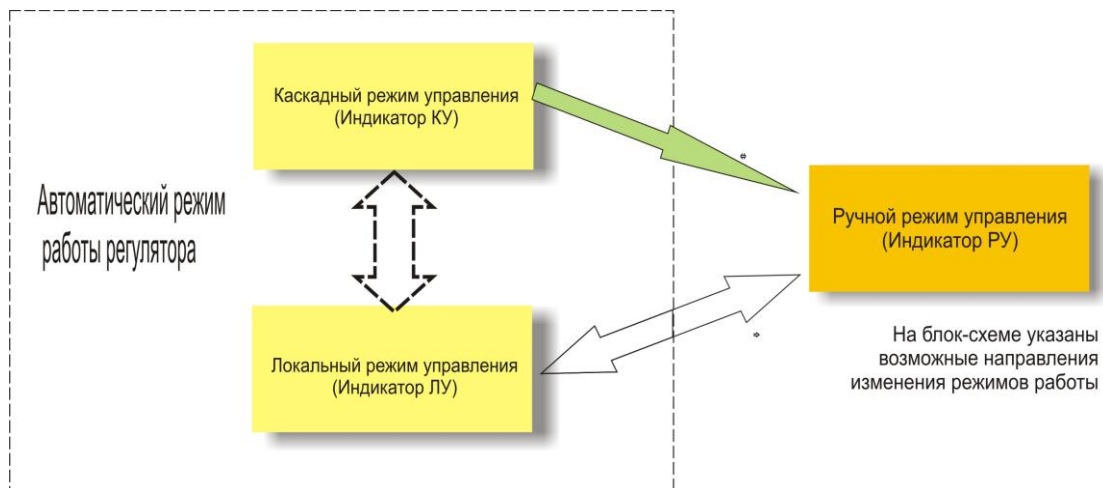 Каскадный режим управления
(Индикатор КУ)
Автоматический режим
работы регулятора
Ручной режим управления
(Индикатор РУ)
Локальный режим управления
(Индикатор ЛУ)
На блок-схеме указаны
возможные направления
изменения режимов работы